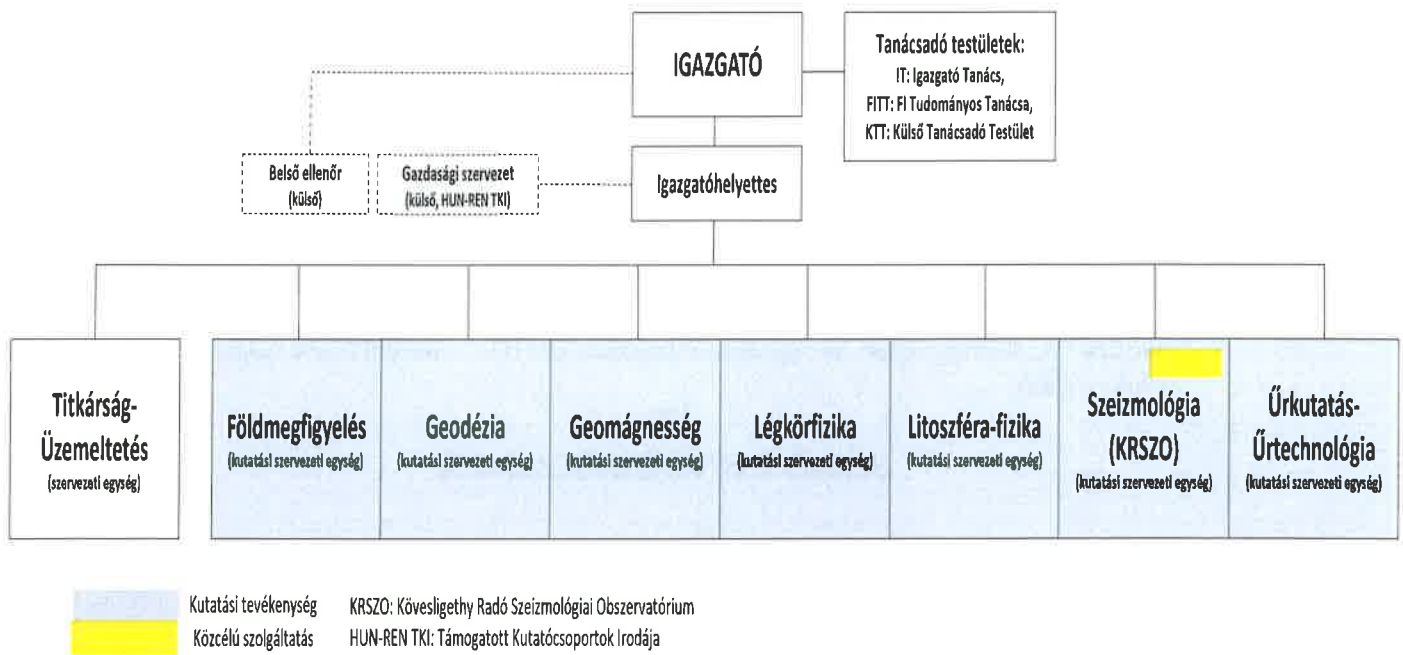 IGAZGATÓ
Tanácsadó testületek:
IT: Igazgató Tanács,
FITT: FI Tudományos Tanácsa,
KTT: Külső Tanácsadó Testület
Belső ellenőr
(külső)
Gazdasági szervezet
(külső, HUN-REN TKI)
Igazgatóhelyettes
Titkárság-
Üzemeltetés
(szervezeti egység)
Földmegfigyelés
(kutatási szervezeti egység)
Geodézia
(kutatási szervezeti egység)
Geomágnesség
(kutatási szervezeti egység)
Légkörfizika
(kutatási szervezeti egység)
Litoszféra-fizika
(kutatási szervezeti egység)
Szeizmológia
(KRSZO)
(kutatási szervezeti egység)
Űrkutatás-
Űrtechnológia
(kutatási szervezeti egység)
Kutatási tevékenység
KRSZO: Kövesligethy Radó Szeizmológiai Obszervatórium
Közcélú szolgáltatás
HUN-REN TKI: Támogatott Kutatócsoportok Irodája